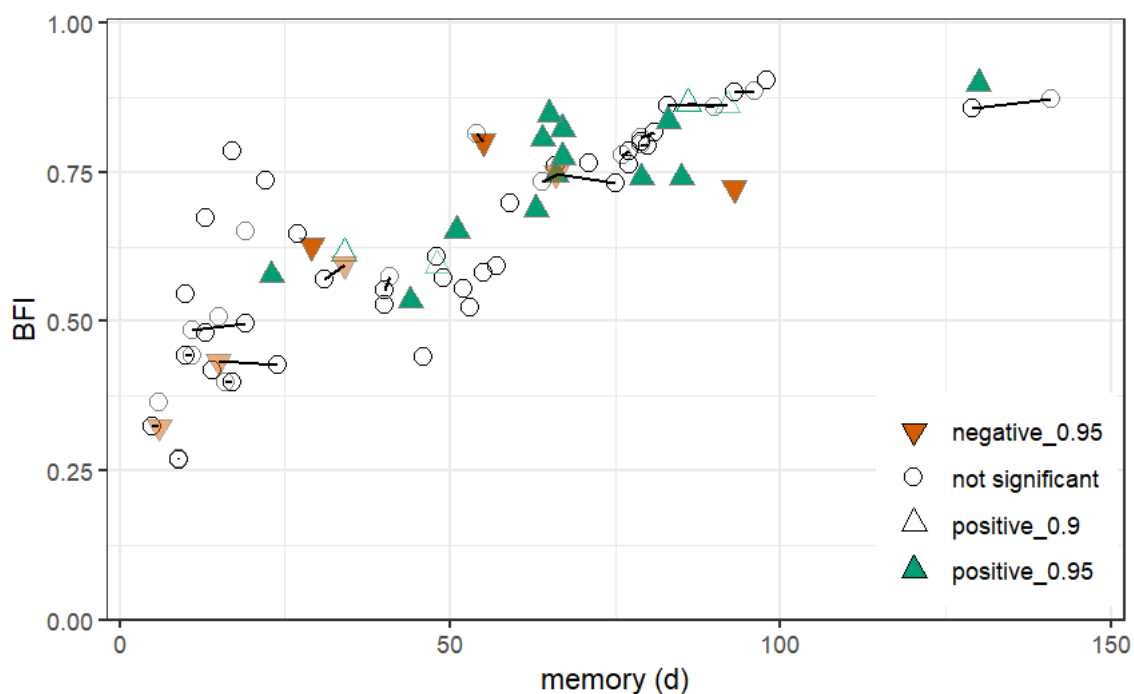 1.00
0.75
BFI
0.50
0.25
0.00
negative_0.95
not significant
positive_0.9
positive_0.95
0
50
100
150
memory (d)